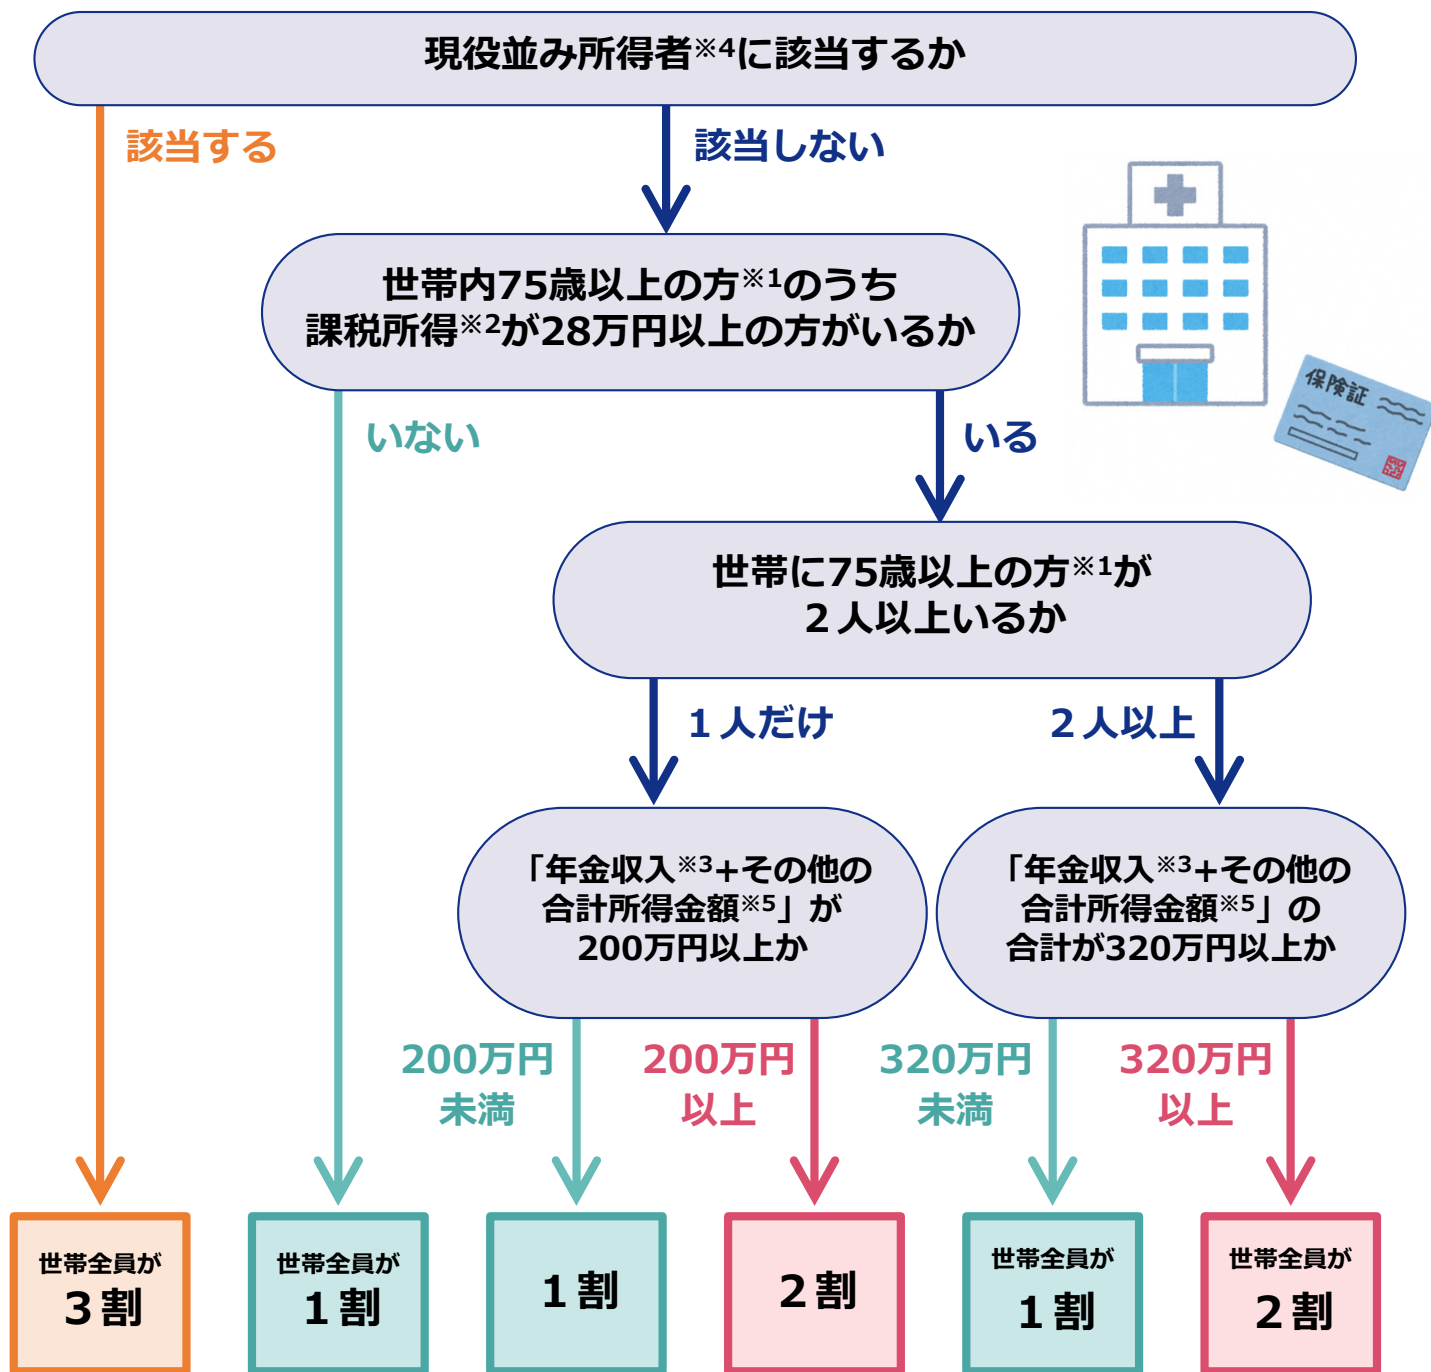 現役並み所得者※4に該当するか
該当する
該当しない
世帯内75歳以上の方※1のうち
課税所得※2が28万円以上の方がいるか
保険証
いない
いる
世帯に75歳以上の方※1が
２人以上いるか
１人だけ
２人以上
「年金収入※3+その他の
合計所得金額※5」が
200万円以上か
「年金収入※3+その他の
合計所得金額※5」の
合計が320万円以上か
200万円
未満
200万円
以上
320万円
未満
320万円
以上
世帯全員が
３割
世帯全員が
１割
１割
２割
世帯全員が
１割
世帯全員が
２割